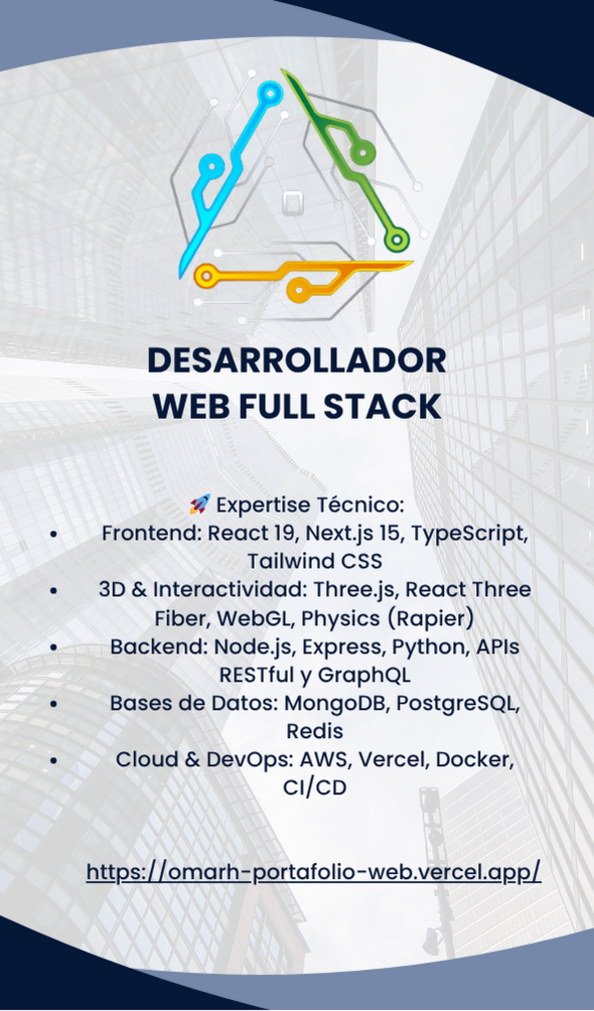 DESARROLLADOR
WEB FULL STACK
🚀 Expertise Técnico:
• Frontend: React 19, Next.js 15, TypeScript,
Tailwind CSS
• 3D & Interactividad: Three.js, React Three
Fiber, WebGL, Physics (Rapier)
• Backend: Node.js, Express, Python, APIs
RESTful y GraphQL
• Bases de Datos: MongoDB, PostgreSQL,
Redis
• Cloud & DevOps: AWS, Vercel, Docker,
CI/CD
https://omarh-portafolio-web.vercel.app/